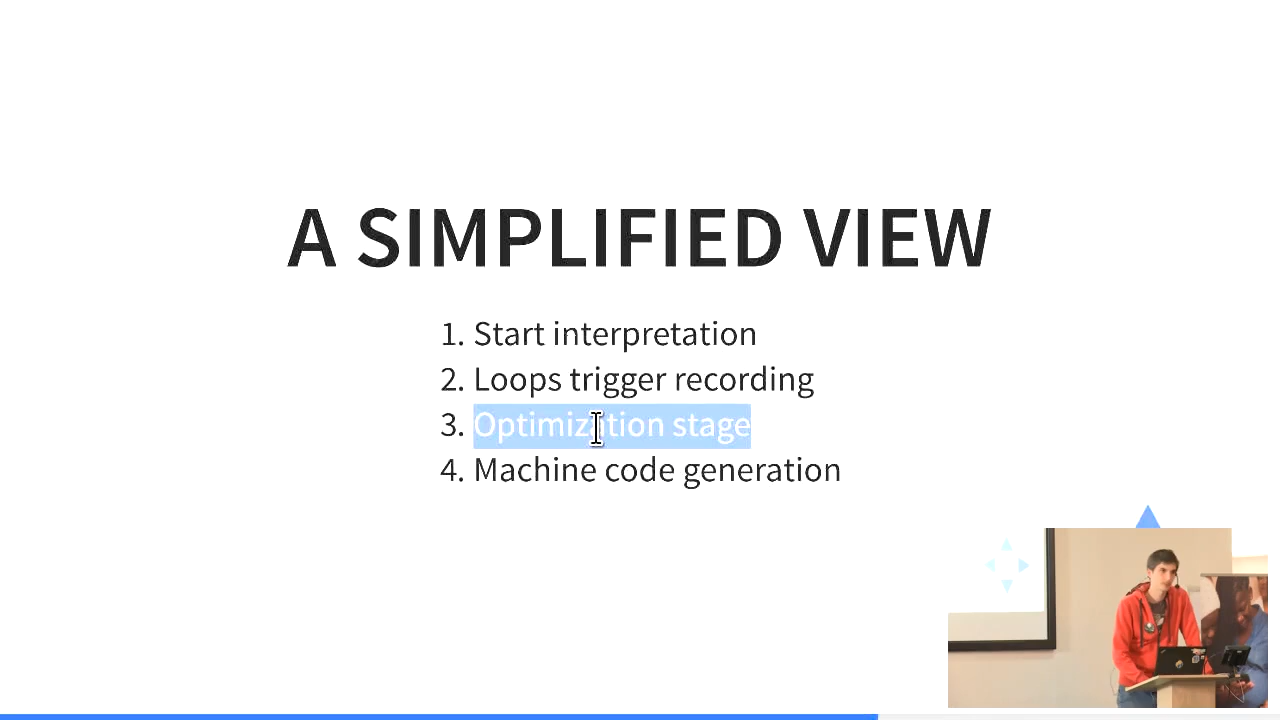 A SIMPLIFIED VIEW
1. Start interpretation
2. Loops trigger recording
3. Optimization stage
4. Machine code generation